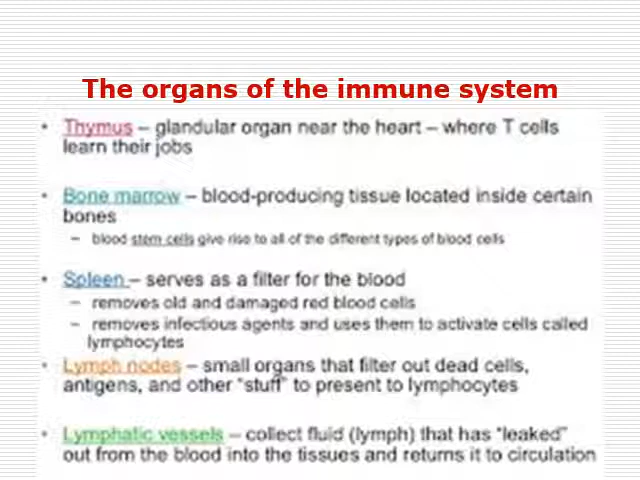 The organs of the immune system
• Thymus – glandular organ near the heart – where T cells
learn their jobs
• Bone marrow – blood-producing tissue located inside certain
bones
– blood stem cells give rise to all of the different types of blood cells
• Spleen – serves as a filter for the blood
– removes old and damaged red blood cells
– removes infectious agents and uses them to activate cells called
lymphocytes
• Lymph nodes – small organs that filter out dead cells,
antigens, and other "stuff" to present to lymphocytes
• Lymphatic vessels – collect fluid (lymph) that has "leaked"
out from the blood into the tissues and returns it to circulation